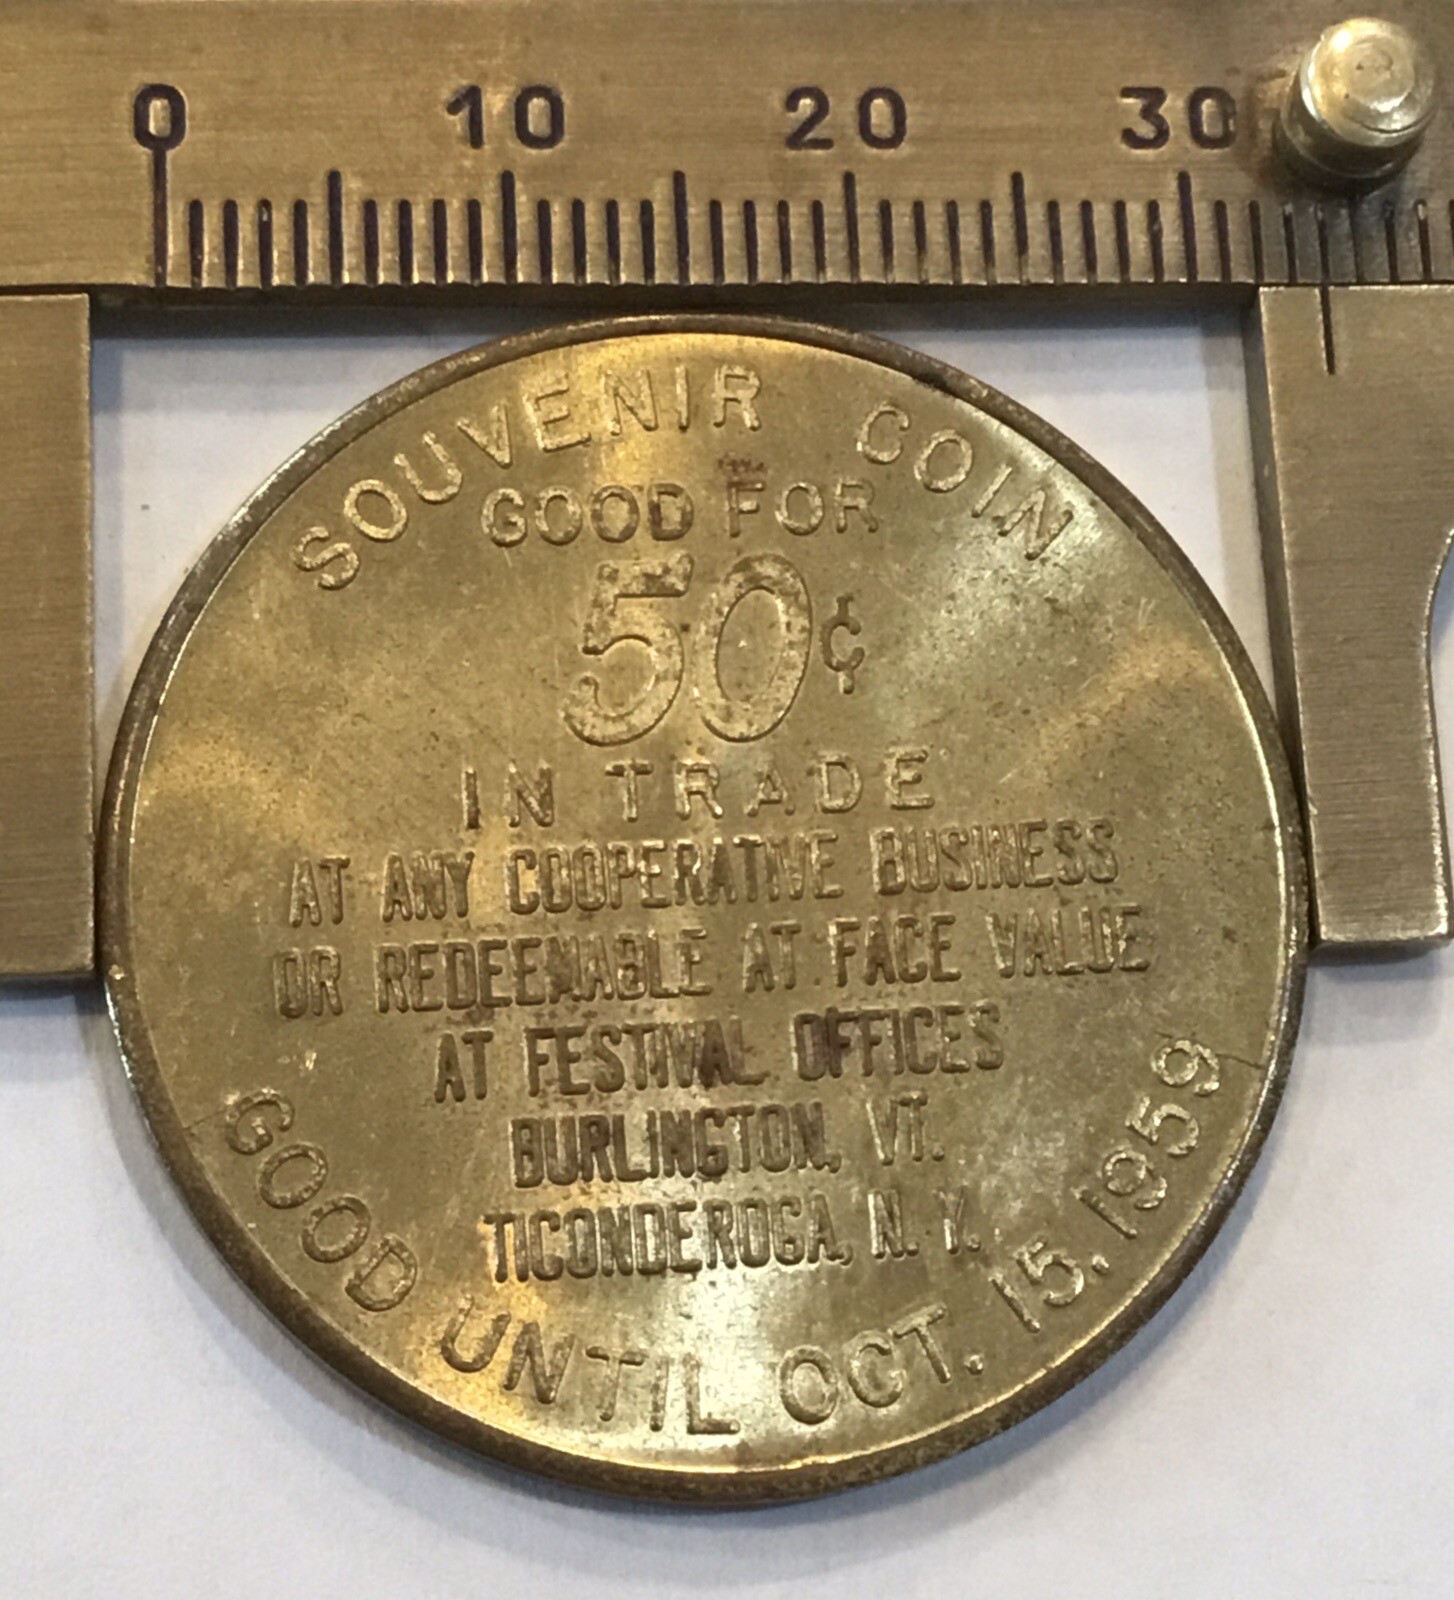 0 10 20 30
SOUVENIR COIN
GOOD FOR
50¢
IN TRADE
AT ANY COOPERATIVE BUSINESS
OR REDEEMABLE AT FACE VALUE
AT FESTIVAL OFFICES
BURLINGTON, VT.
TICONDEROGA, N. Y.
GOOD UNTIL OCT. 15, 1959